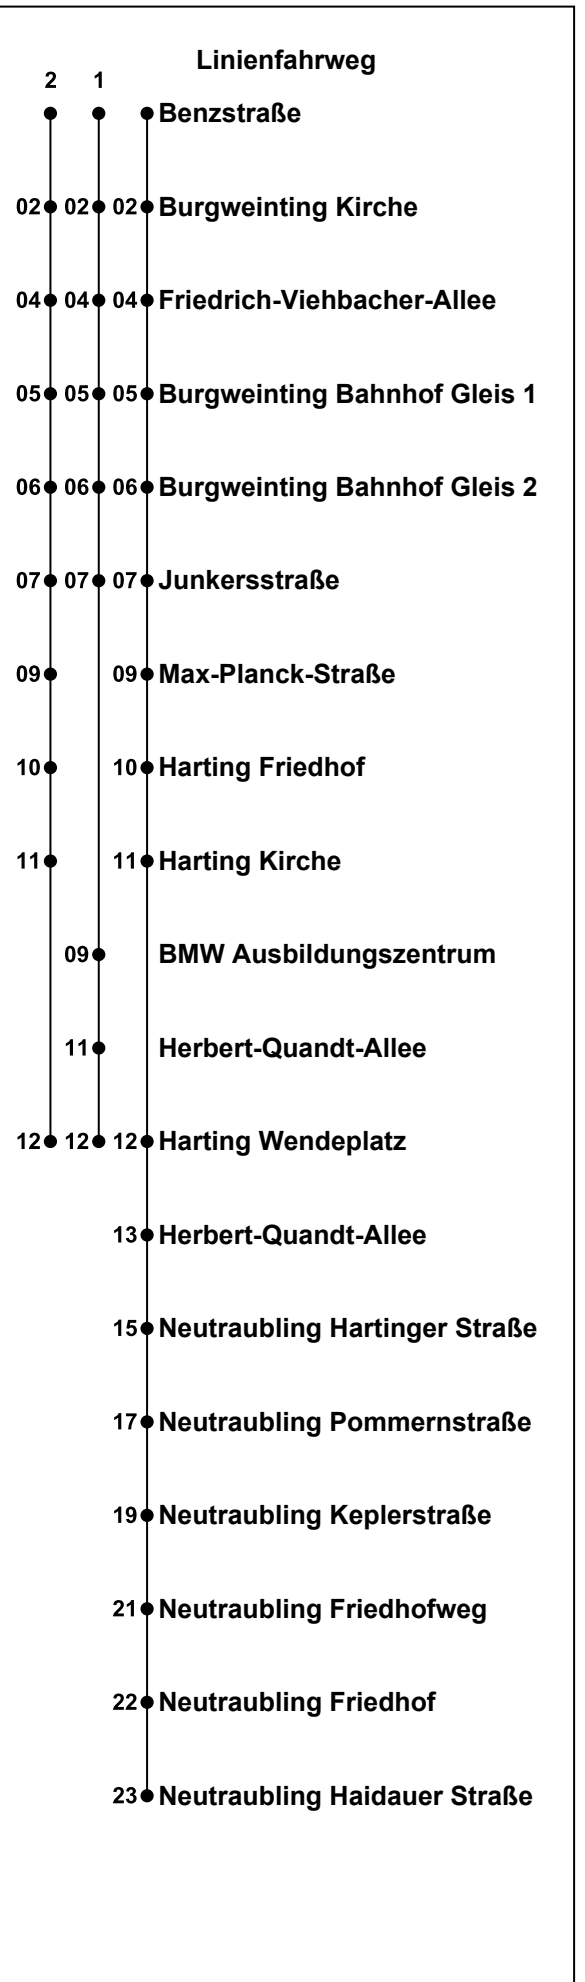 Linienfahrweg
2 1
Benzstraße
02 02 02 Burgweinting Kirche
04 04 04 Friedrich-Viehbacher-Allee
05 05 05 Burgweinting Bahnhof Gleis 1
06 06 06 Burgweinting Bahnhof Gleis 2
07 07 07 Junkersstraße
09 09 Max-Planck-Straße
10 10 Harting Friedhof
11 11 Harting Kirche
09 BMW Ausbildungszentrum
11 Herbert-Quandt-Allee
12 12 12 Harting Wendeplatz
13 Herbert-Quandt-Allee
15 Neutraubling Hartinger Straße
17 Neutraubling Pommernstraße
19 Neutraubling Keplerstraße
21 Neutraubling Friedhofweg
22 Neutraubling Friedhof
23 Neutraubling Haidauer Straße